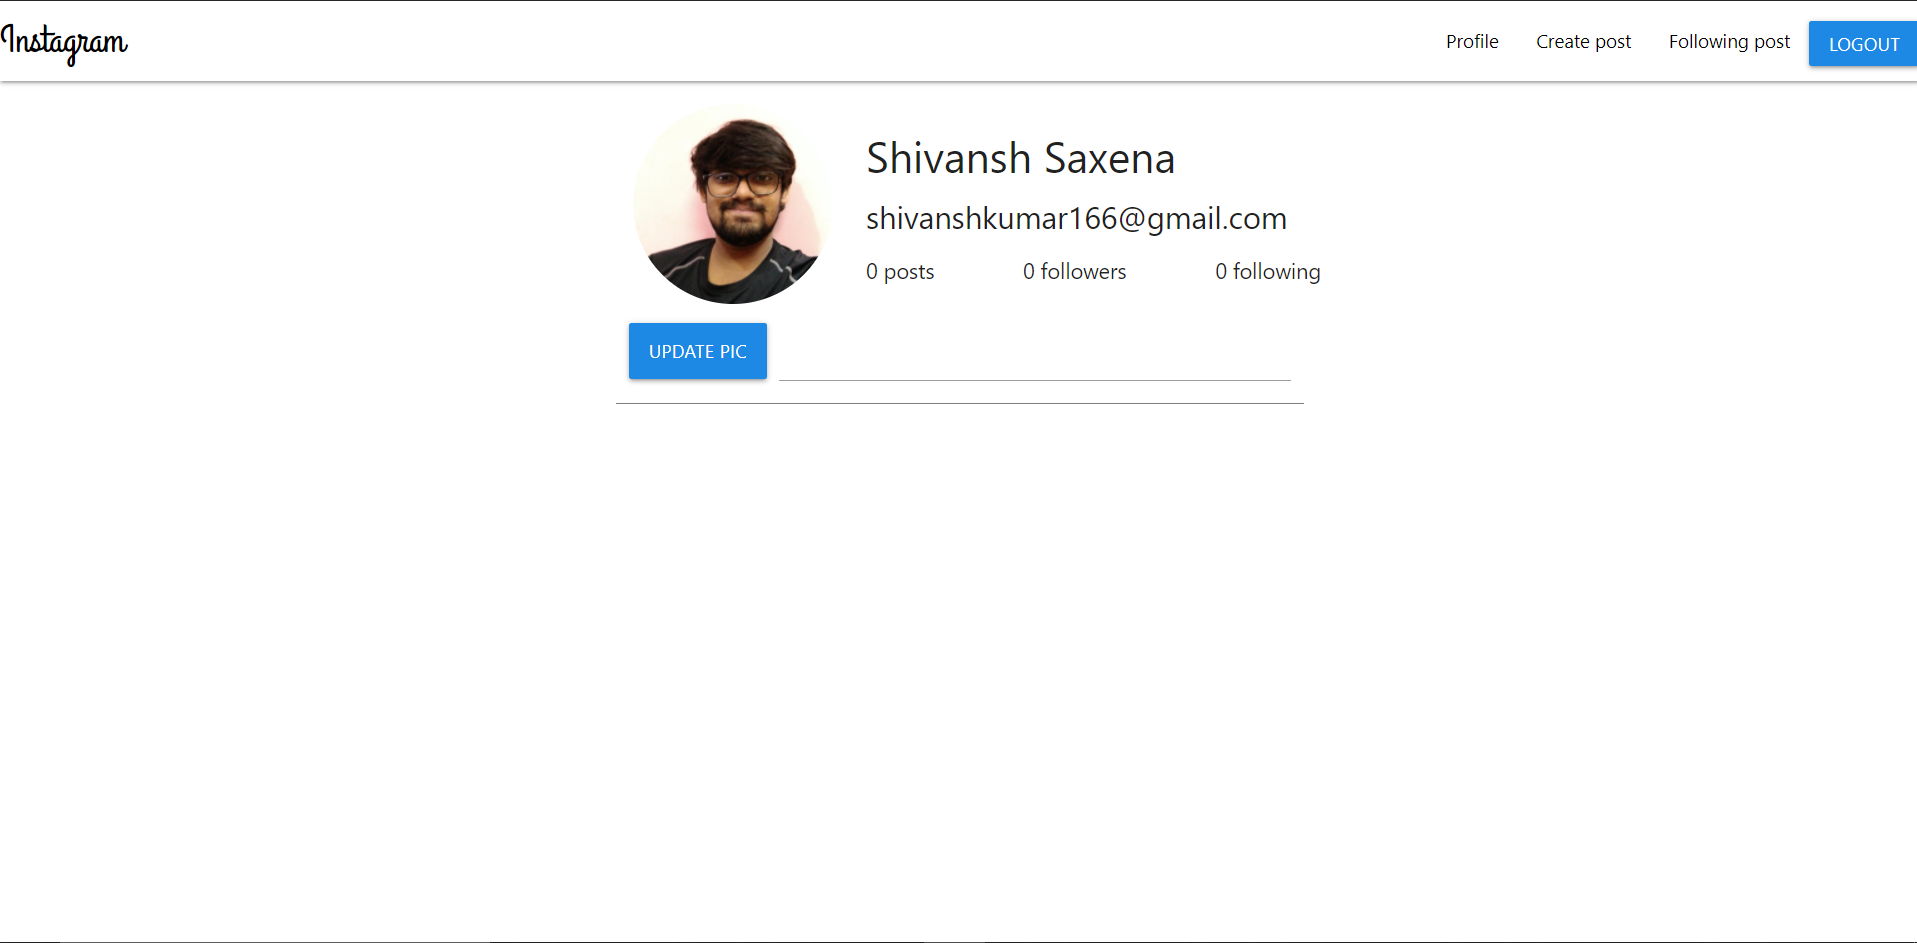 Instagram
Profile Create post Following post LOGOUT
Shivansh Saxena
shivanshkumar166@gmail.com
0 posts 0 followers 0 following
UPDATE PIC